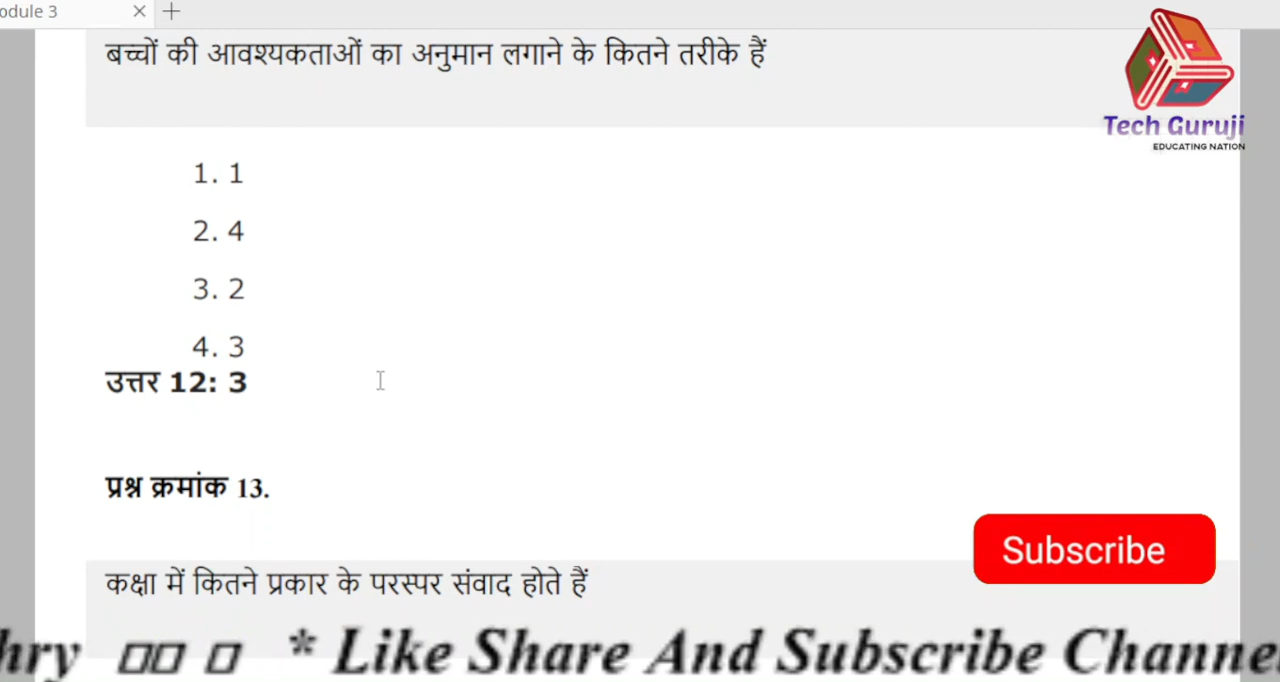 odule 3
बच्चों की आवश्यकताओं का अनुमान लगाने के कितने तरीके हैं
Tech Guruji
EDUCATING NATION
1. 1
2. 4
3. 2
4. 3
उत्तर 12: 3
प्रश्न क्रमांक 13.
Subscribe
कक्षा में कितने प्रकार के परस्पर संवाद होते हैं
hry * Like Share And Subscribe Channe